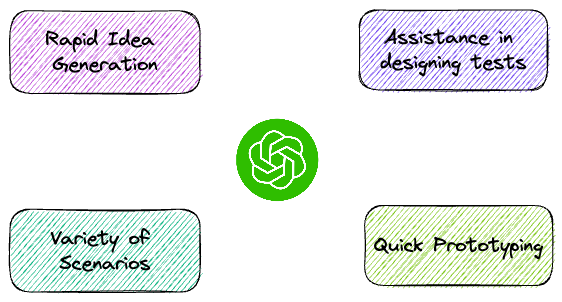 Rapid Idea
Generation
Assistance in
designing tests
Variety of
Scenarios
Quick Prototyping